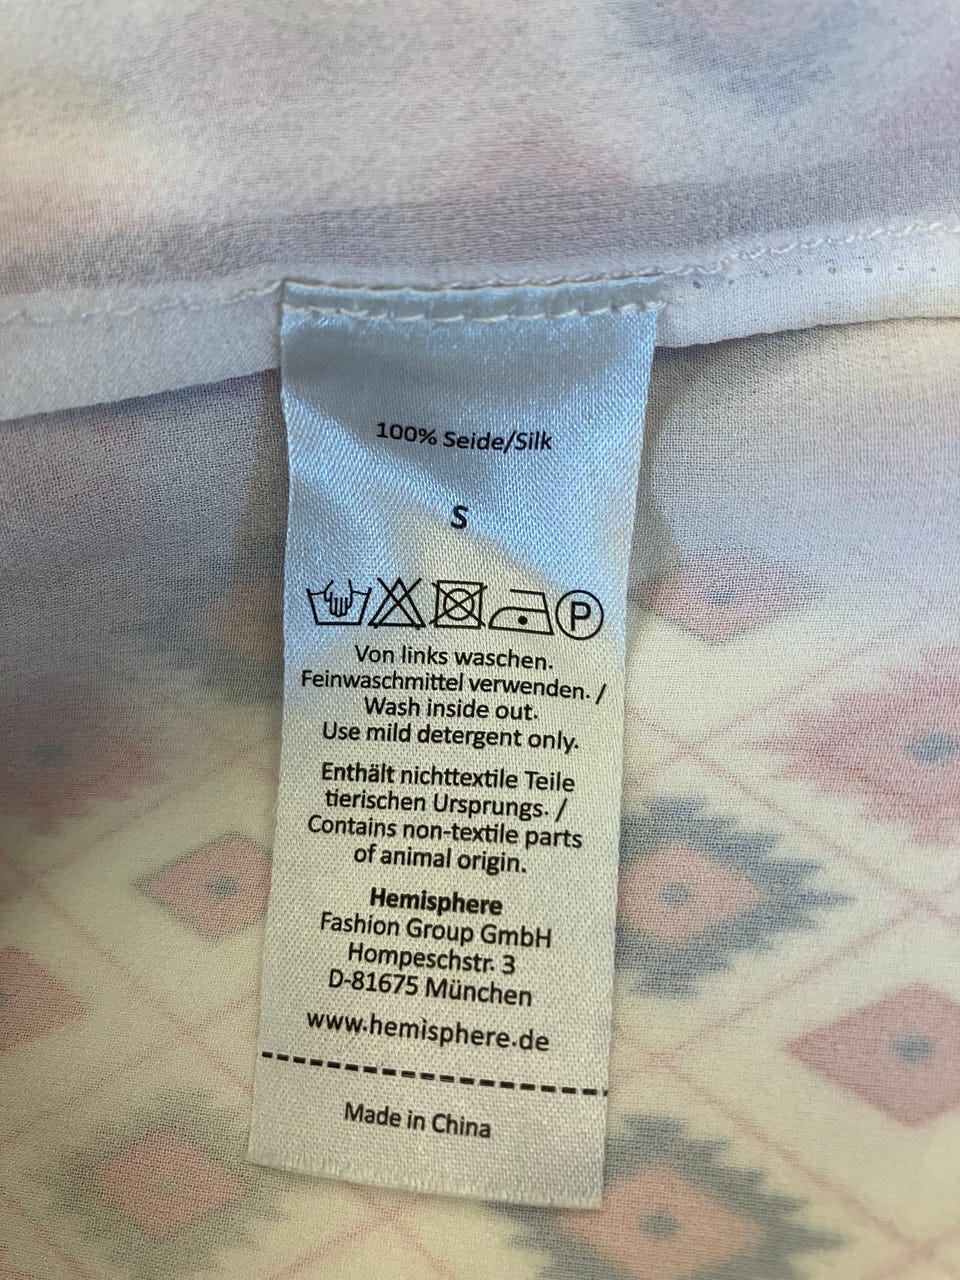 100% Seide/Silk
S
P
Von links waschen.
Feinwaschmittel verwenden. /
Wash inside out.
Use mild detergent only.
Enthält nichttextile Teile
tierischen Ursprungs. /
Contains non-textile parts
of animal origin.
Hemisphere
Fashion Group GmbH
Hompeschstr. 3
D-81675 München
www.hemisphere.de
Made in China